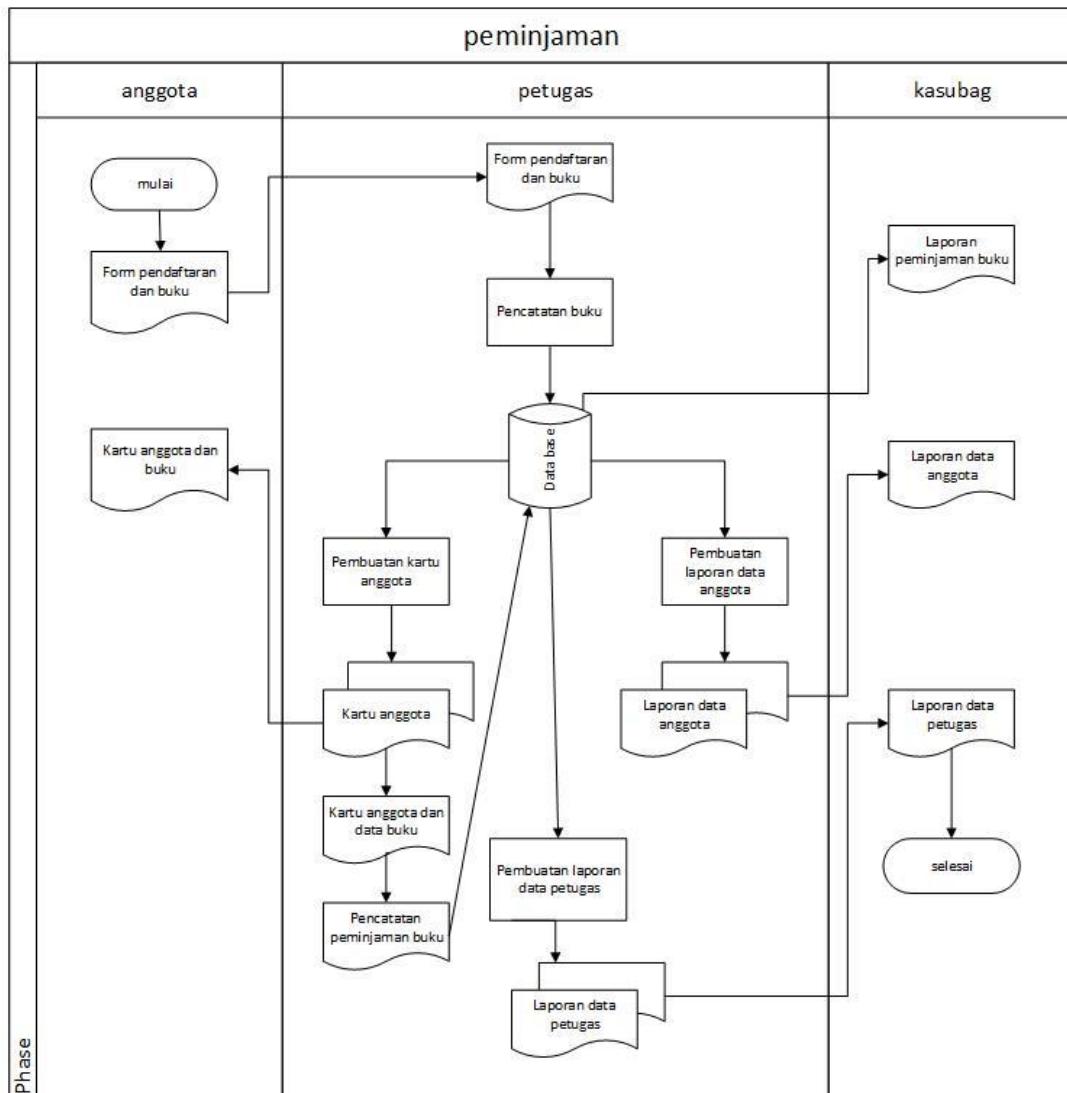 peminjaman
anggota
petugas
kasubag
mulai
Form pendaftaran
dan buku
Form pendaftaran
dan buku
Pencatatan buku
Laporan
peminjaman buku
Kartu anggota dan
buku
Data base
Laporan data
anggota
Pembuatan kartu
anggota
Pembuatan
laporan data
anggota
Kartu anggota
Laporan data
anggota
Laporan data
petugas
Kartu anggota dan
data buku
Pembuatan laporan
data petugas
selesai
Pencatatan
peminjaman buku
Laporan data
petugas
Phase